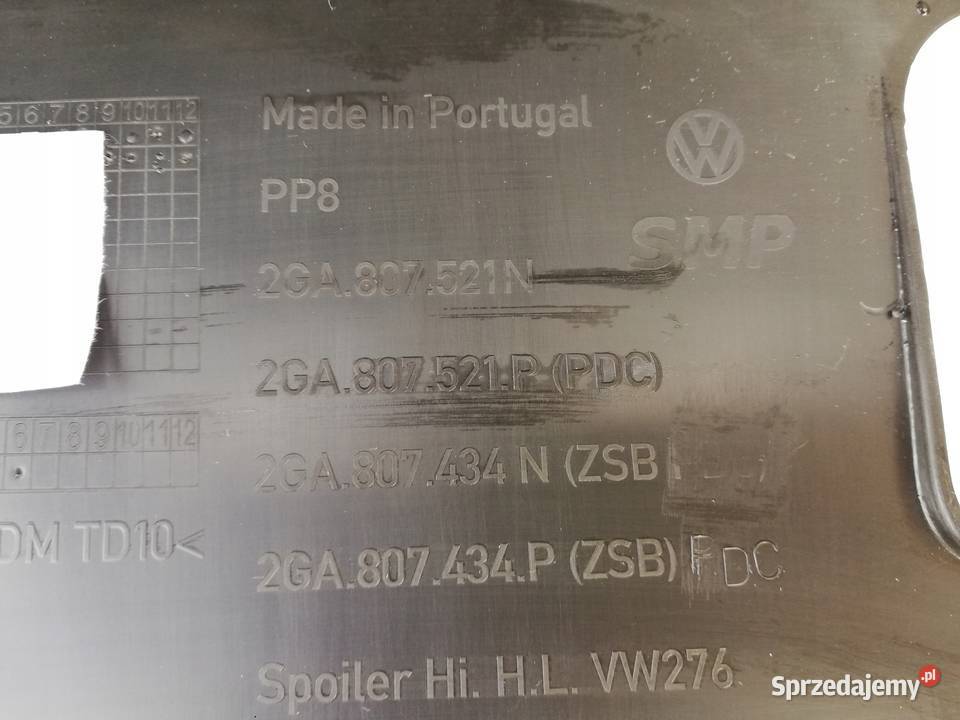 5 6 7 8 9 10 11 12
Made in Portugal
VW
PP8
SMP
2GA.807.521 N
2GA.807.521.P (PDC)
6 7 8 9 10 11 12
2GA.807.434 N (ZSB
DM TD10<
2GA.807.434.P (ZSB) PDC
Spoiler Hi. H.L. VW276
Sprzedajemy.pl